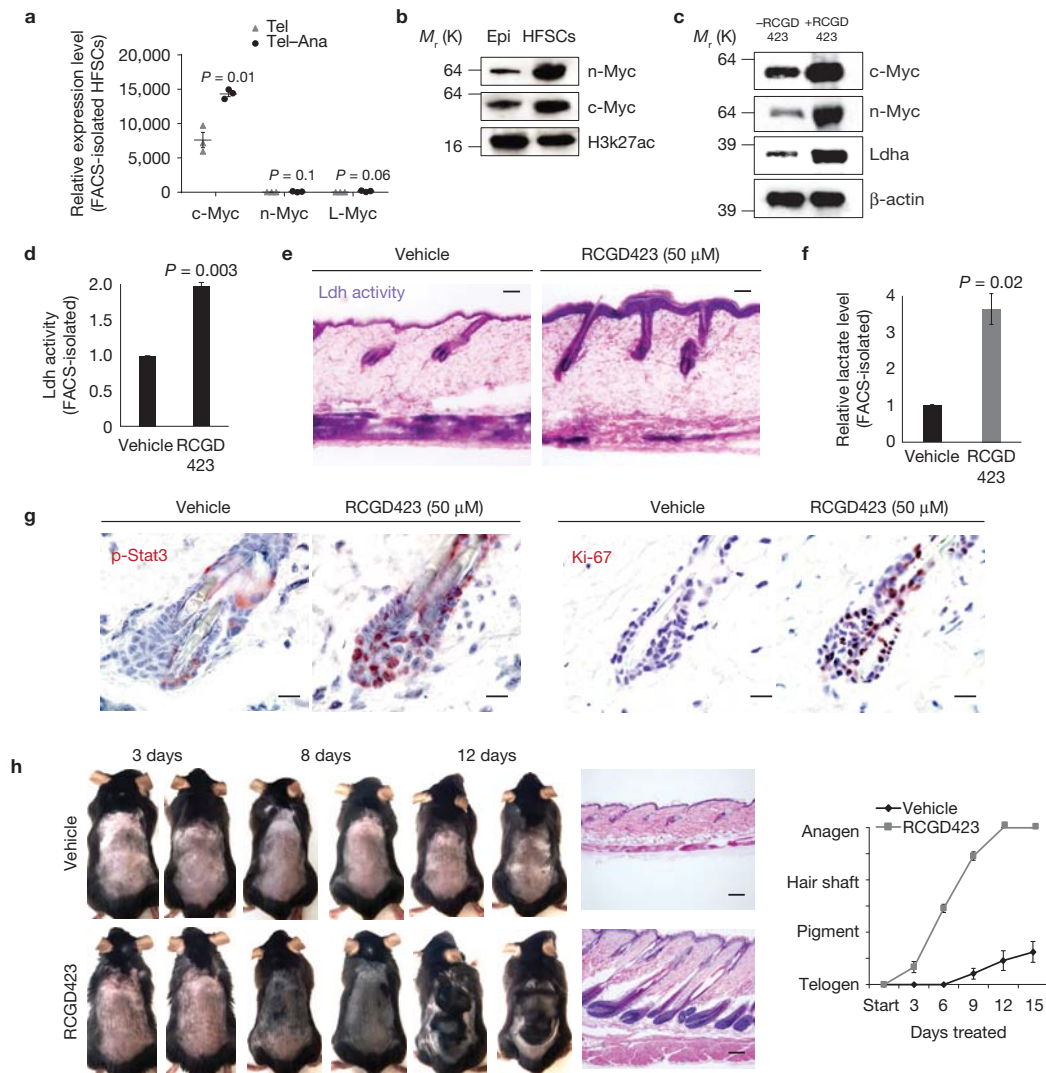 a
Tel
Tel–Ana
Relative expression level
(FACS-isolated HFSCs)
20,000
15,000
10,000
5,000
0
P = 0.01
P = 0.1
P = 0.06
c-Myc
n-Myc
L-Myc
b
Mr (K)
Epi
HFSCs
64
n-Myc
64
c-Myc
16
H3k27ac
c
Mr (K)
–RCGD
423
+RCGD
423
64
c-Myc
64
n-Myc
39
Ldha
39
β-actin
d
P = 0.003
Ldh activity
(FACS-isolated)
2.0
1.5
1.0
0.5
0
Vehicle
RCGD
423
e
Vehicle
RCGD423 (50 μM)
Ldh activity
f
P = 0.02
Relative lactate level
(FACS-isolated)
4
3
2
1
0
Vehicle
RCGD
423
g
Vehicle
RCGD423 (50 μM)
p-Stat3
Vehicle
RCGD423 (50 μM)
Ki-67
h
3 days
8 days
12 days
Vehicle
RCGD423
Vehicle
RCGD423
Anagen
Hair shaft
Pigment
Telogen
Start
3
6
9
12
15
Days treated